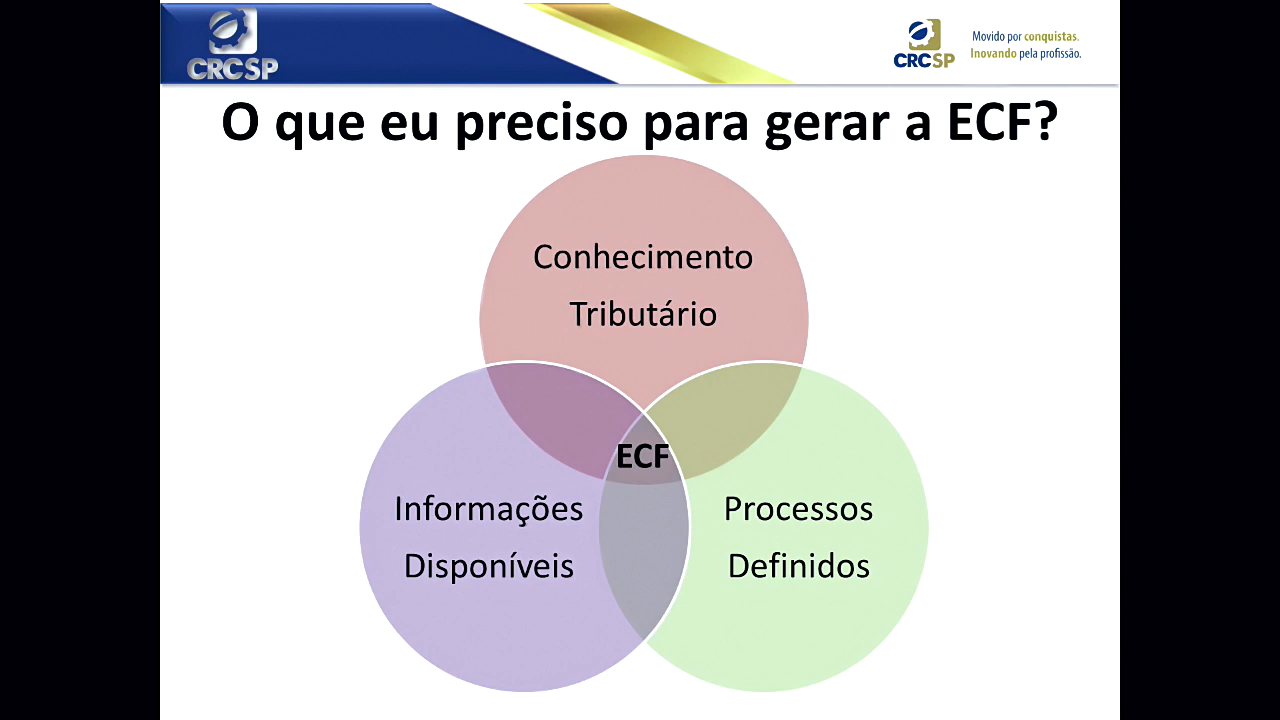 CRCSP
CRCSP
Movido por conquistas.
Inovando pela profissão.
O que eu preciso para gerar a ECF?
Conhecimento
Tributário
ECF
Informações
Disponíveis
Processos
Definidos